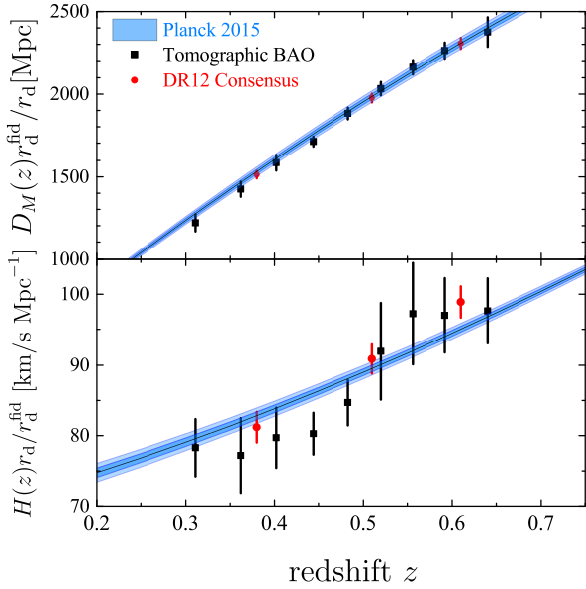 2500
2000
1500
1000
D_M(z)r_d^fid/r_d[Mpc]
Planck 2015
Tomographic BAO
DR12 Consensus
100
90
80
70
H(z)r_d/r_d^fid [km/s Mpc⁻¹]
0.2 0.3 0.4 0.5 0.6 0.7
redshift z